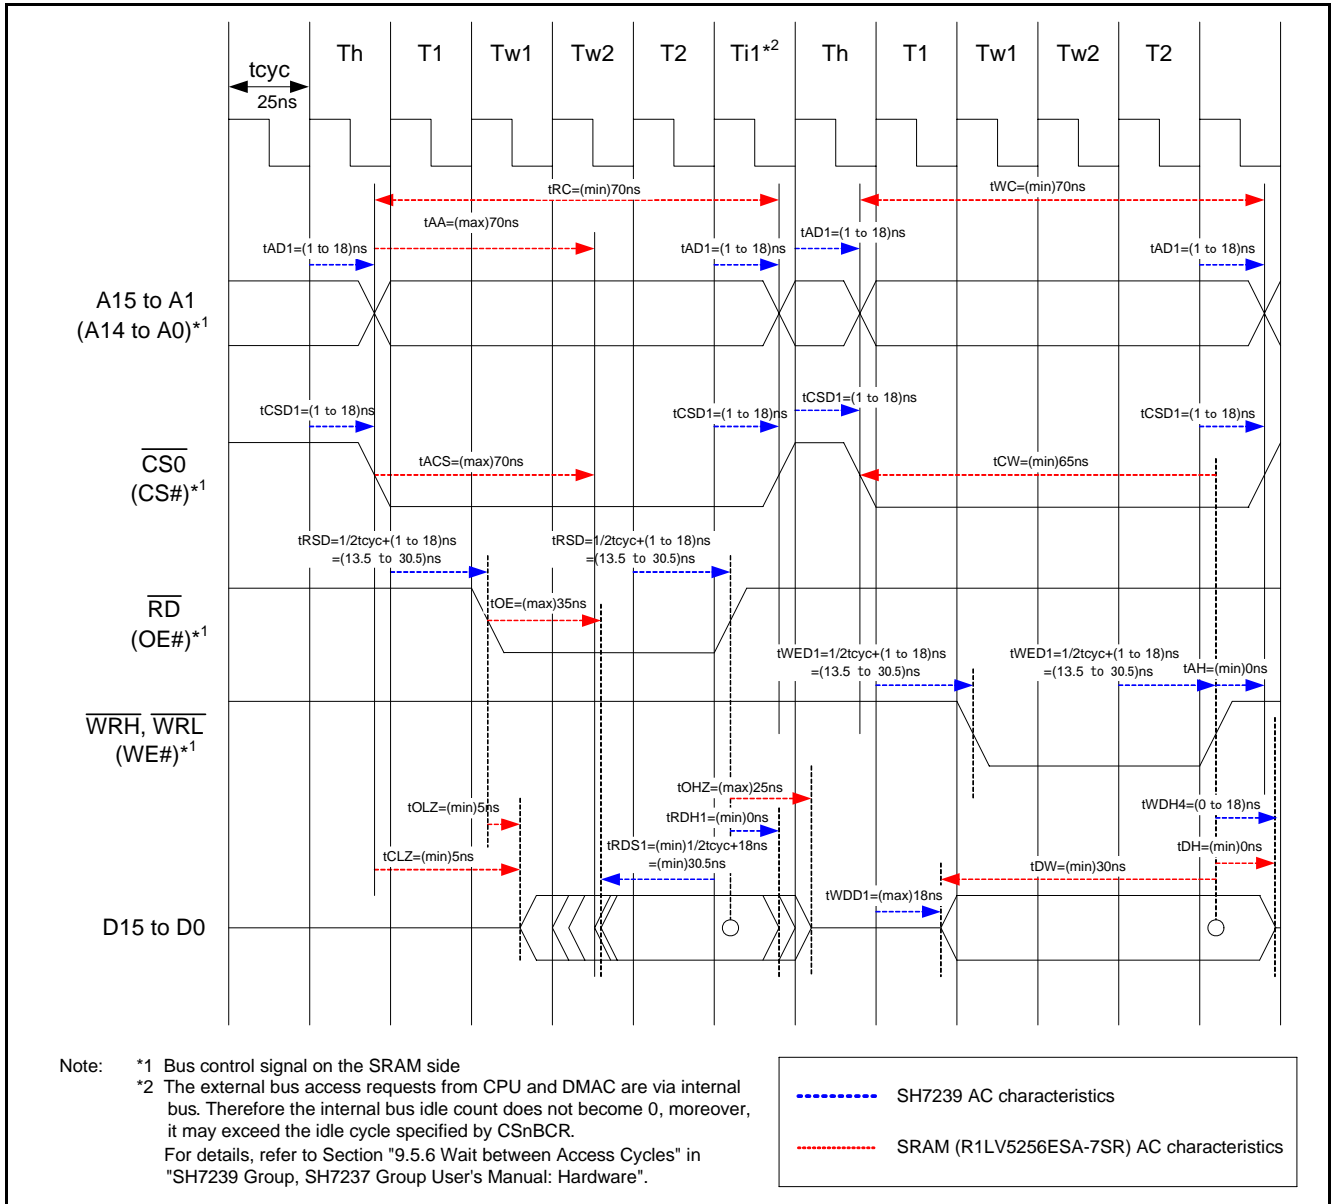 Th T1 Tw1 Tw2 T2 Ti1*2 Th T1 Tw1 Tw2 T2
tcyc
25ns
tRC=(min)70ns tWC=(min)70ns
tAA=(max)70ns
tAD1=(1 to 18)ns tAD1=(1 to 18)ns tAD1=(1 to 18)ns tAD1=(1 to 18)ns
A15 to A1
(A14 to A0)*1
tCSD1=(1 to 18)ns tCSD1=(1 to 18)ns tCSD1=(1 to 18)ns tCSD1=(1 to 18)ns
CS0
(CS#)*1
tACS=(max)70ns tCW=(min)65ns
tRSD=1/2tcyc+(1 to 18)ns tRSD=1/2tcyc+(1 to 18)ns
=(13.5 to 30.5)ns =(13.5 to 30.5)ns
RD
(OE#)*1
tOE=(max)35ns
tWED1=1/2tcyc+(1 to 18)ns tWED1=1/2tcyc+(1 to 18)ns
=(13.5 to 30.5)ns =(13.5 to 30.5)ns
tAH=(min)0ns
WRH, WRL
(WE#)*1
tOHZ=(max)25ns
tOLZ=(min)5ns tRDH1=(min)0ns tWDH4=(0 to 18)ns
tCLZ=(min)5ns tRDS1=(min)1/2tcyc+18ns
=(min)30.5ns
tDH=(min)0ns
tDW=(min)30ns
tWDD1=(max)18ns
D15 to D0
Note: *1 Bus control signal on the SRAM side
*2 The external bus access requests from CPU and DMAC are via internal
bus. Therefore the internal bus idle count does not become 0, moreover,
it may exceed the idle cycle specified by CSnBCR.
For details, refer to Section "9.5.6 Wait between Access Cycles" in
"SH7239 Group, SH7237 Group User's Manual: Hardware".
SH7239 AC characteristics
SRAM (R1LV5256ESA-7SR) AC characteristics